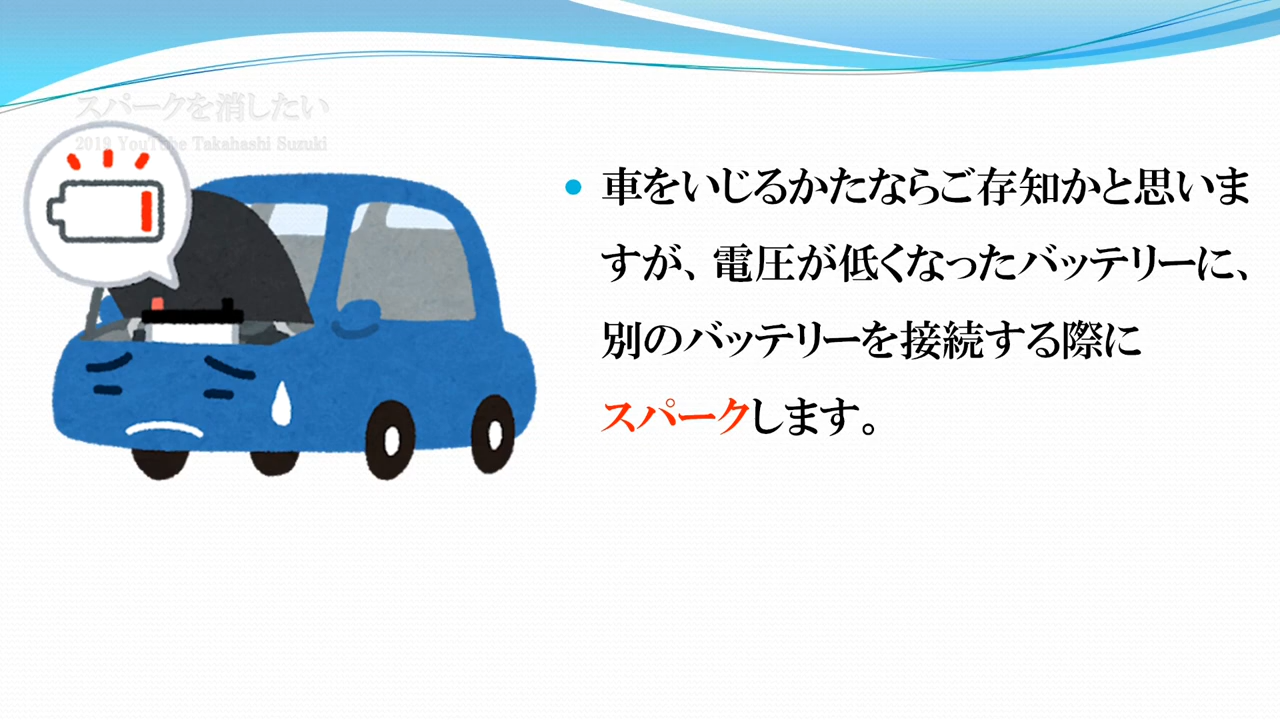 スパークを消したい
2019 YouTube Takahashi Suzuki
車をいじるかたならご存知かと思いま
すが、電圧が低くなったバッテリーに、
別のバッテリーを接続する際に
スパークします。